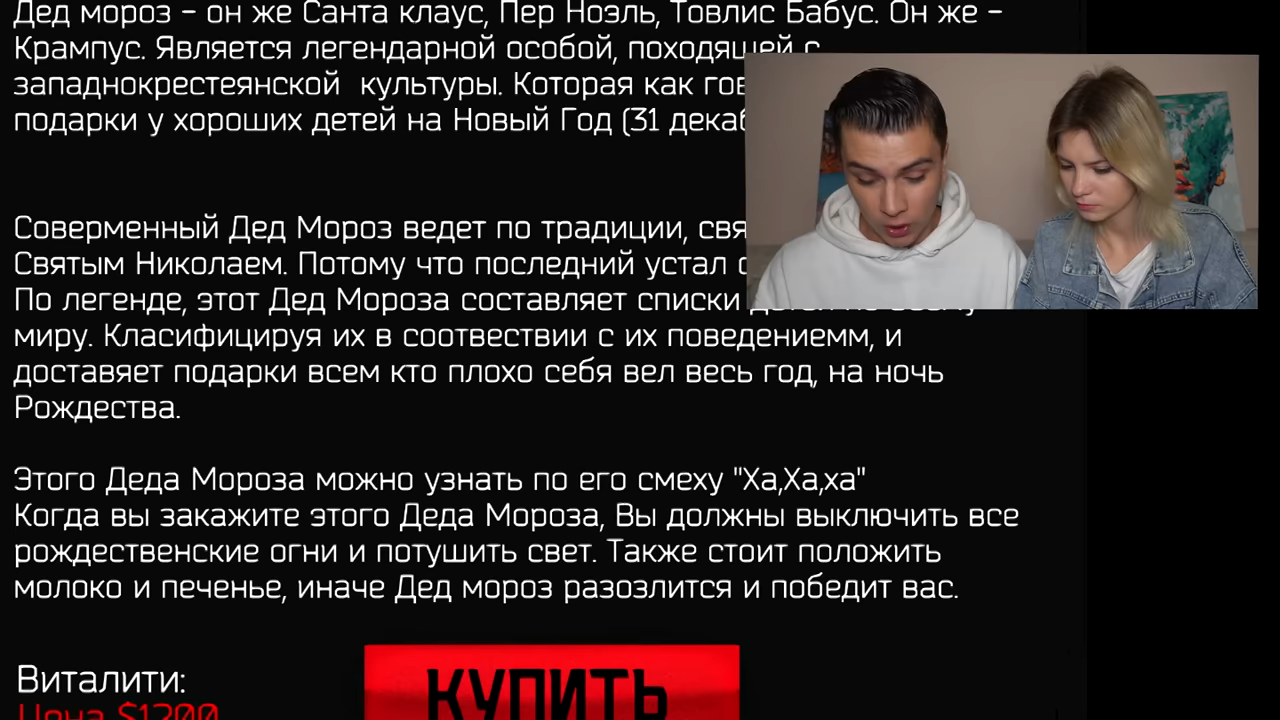 Дед мороз - он же Санта клаус, Пер Ноэль, Товлис Бабус. Он же -
Крампус. Является легендарной особой, походящей с
западнокрестеянской культуры. Которая как
подарки у хороших детей на Новый Год (31
Соверменный Дед Мороз ведет по традиции,
Святым Николаем. Потому что последний устал
По легенде, этот Дед Мороза составляет списки
миру. Класифицируя их в соотвествии с их поведениемм, и
доставяет подарки всем кто плохо себя вел весь год, на ночь
Рождества.
Этого Деда Мороза можно узнать по его смеху "Ха,Ха,ха"
Когда вы закажите этого Деда Мороза, Вы должны выключить все
рождественские огни и потушить свет. Также стоит положить
молоко и печенье, иначе Дед мороз разозлится и победит вас.
Виталити:
КУПИТЬ
Цена $1200